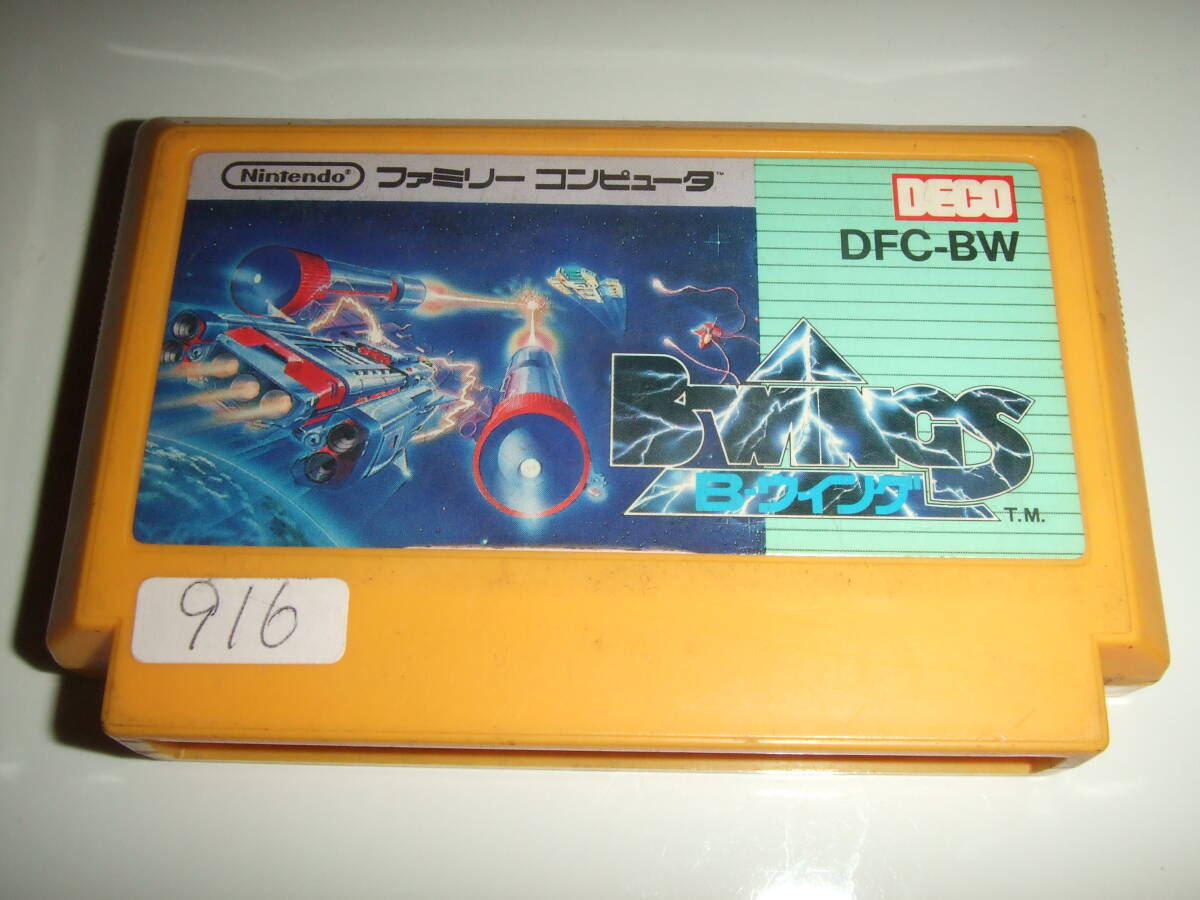 Nintendo® ファミリー コンピュータ™
DECO
DFC-BW
B-WINGS
B-ウイング
T.M.
916